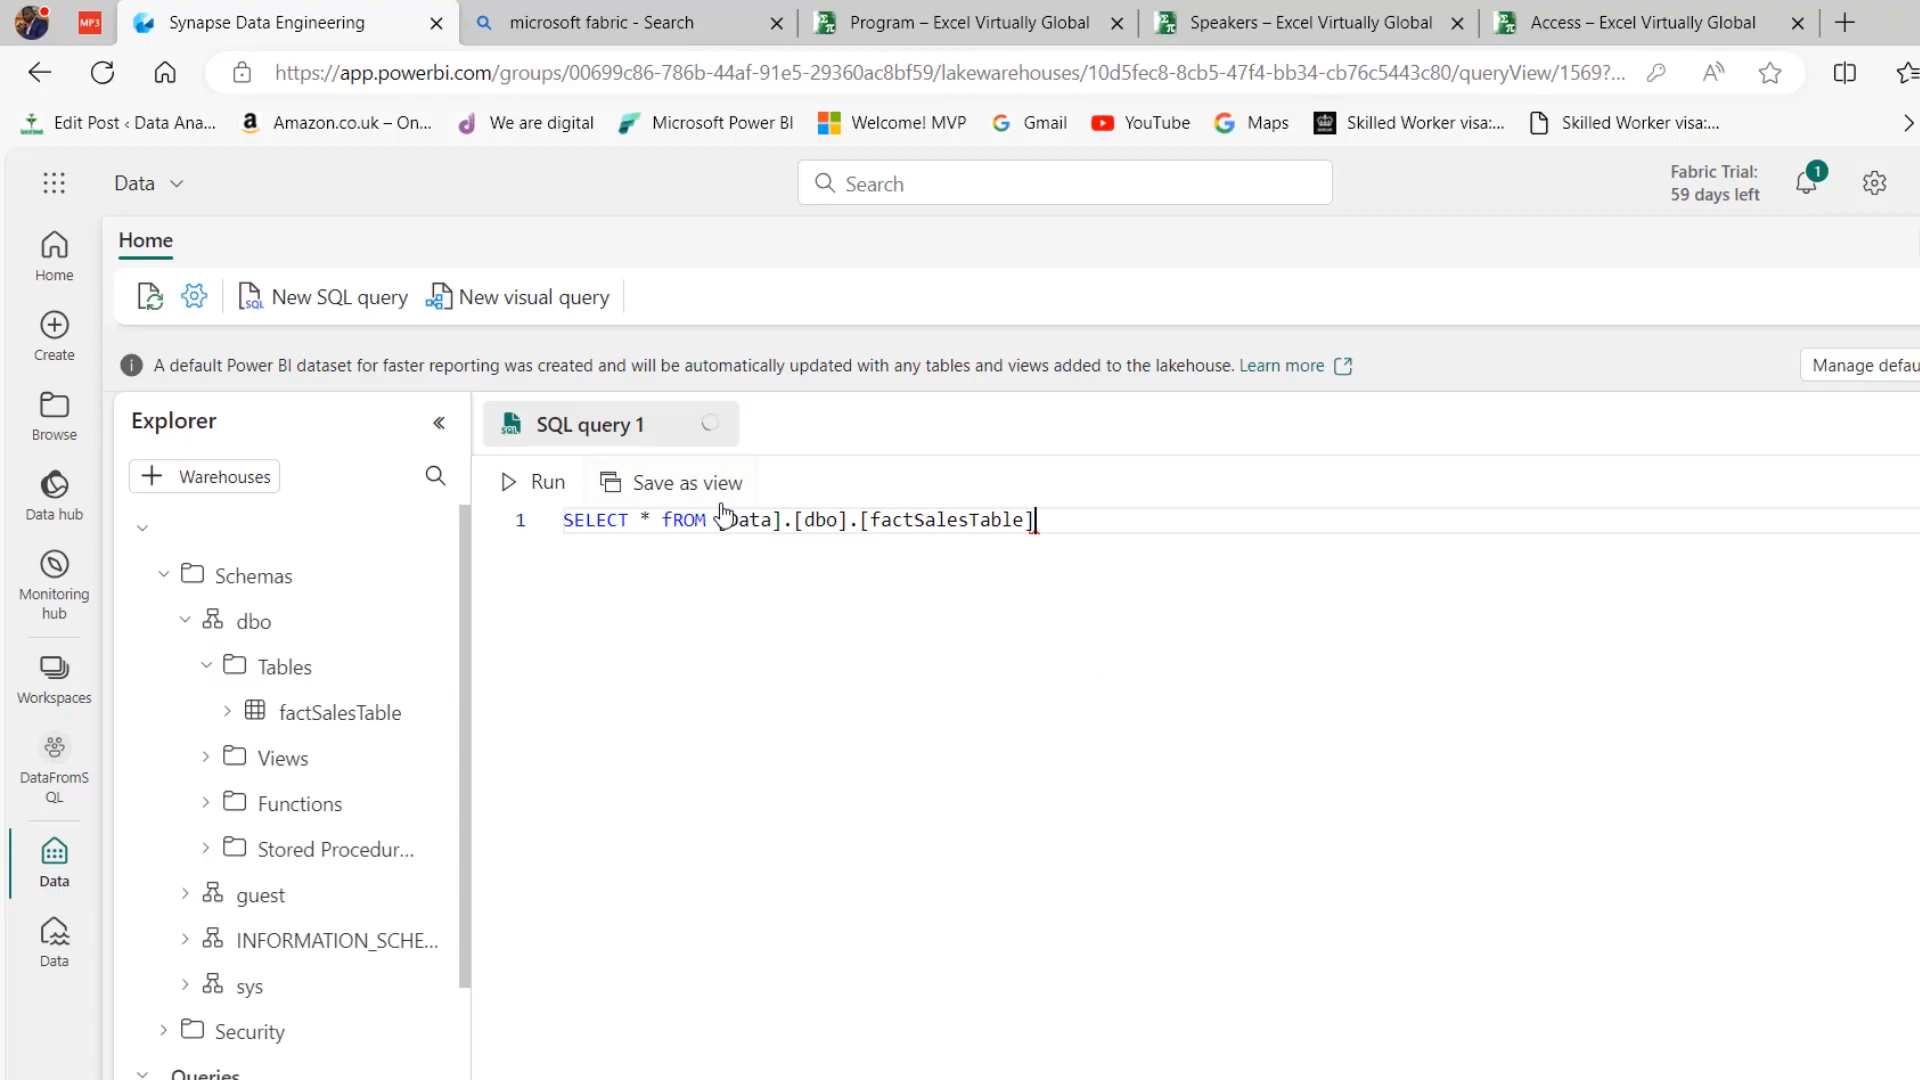 MP3
Synapse Data Engineering
microsoft fabric - Search
Program – Excel Virtually Global
Speakers – Excel Virtually Global
Access – Excel Virtually Global
https://app.powerbi.com/groups/00699c86-786b-44af-91e5-29360ac8bf59/lakewarehouses/10d5fec8-8cb5-47f4-bb34-cb76c5443c80/queryView/1569?...
Edit Post ‹ Data Ana...
Amazon.co.uk – On...
We are digital
Microsoft Power BI
Welcome! MVP
Gmail
YouTube
Maps
Skilled Worker visa:...
Skilled Worker visa:...
Data
Search
Fabric Trial:
59 days left
1
Home
Home
New SQL query
New visual query
Create
A default Power BI dataset for faster reporting was created and will be automatically updated with any tables and views added to the lakehouse. Learn more
Manage defau
Browse
Explorer
SQL query 1
Warehouses
Run
Save as view
Data hub
1 SELECT * fROM Data].[dbo].[factSalesTable]
Schemas
Monitoring
hub
dbo
Tables
Workspaces
factSalesTable
Views
DataFromS
QL
Functions
Stored Procedur...
Data
guest
INFORMATION_SCHE...
Data
sys
Security
Queries